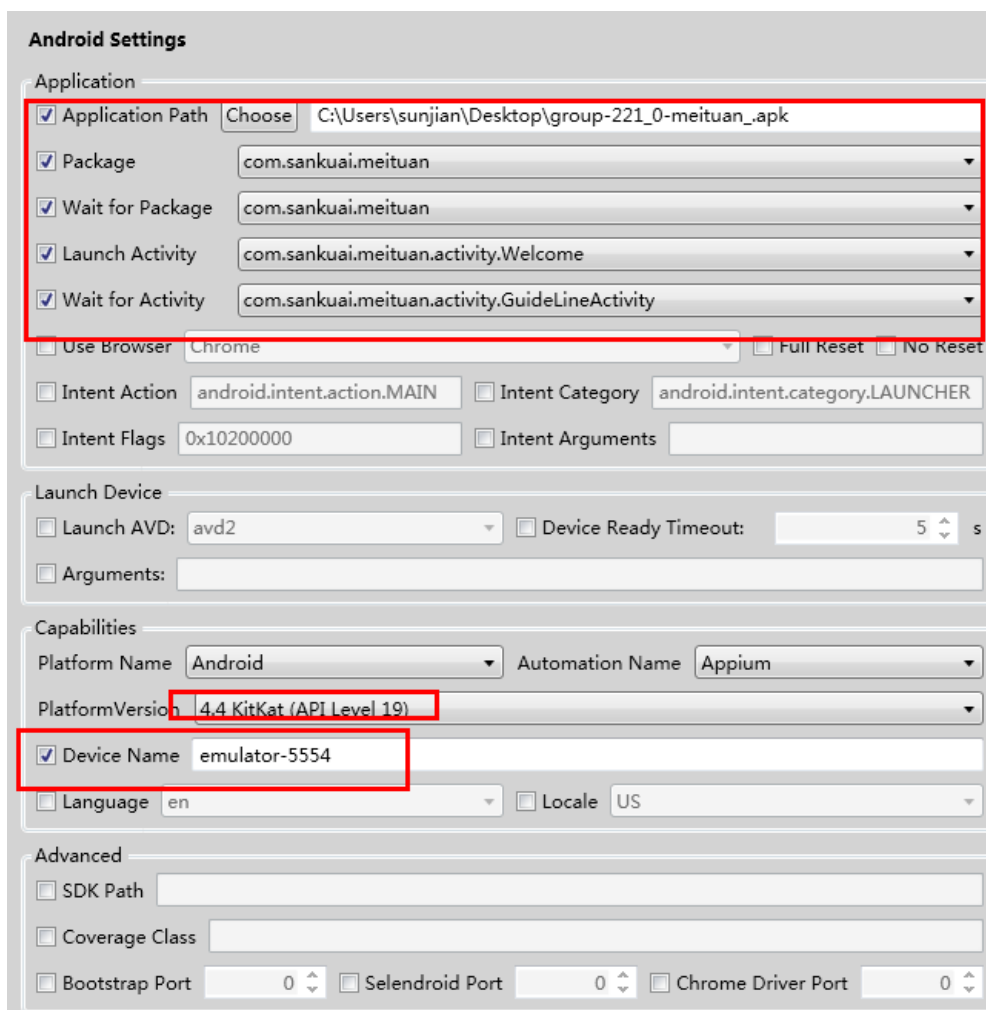 Android Settings
Application
Application Path Choose C:\Users\sunjian\Desktop\group-221_0-meituan_.apk
Package com.sankuai.meituan
Wait for Package com.sankuai.meituan
Launch Activity com.sankuai.meituan.activity.Welcome
Wait for Activity com.sankuai.meituan.activity.GuideLineActivity
Use Browser Chrome Full Reset No Reset
Intent Action android.intent.action.MAIN Intent Category android.intent.category.LAUNCHER
Intent Flags 0x10200000 Intent Arguments
Launch Device
Launch AVD: avd2 Device Ready Timeout: 5 s
Arguments:
Capabilities
Platform Name Android Automation Name Appium
PlatformVersion 4.4 KitKat (API Level 19)
Device Name emulator-5554
Language en Locale US
Advanced
SDK Path
Coverage Class
Bootstrap Port 0 Selendroid Port 0 Chrome Driver Port 0